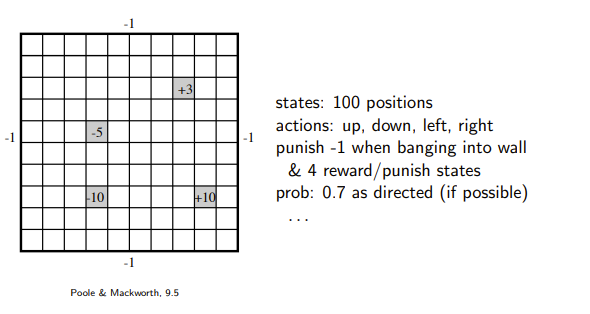 -1
+3
-1
-5
-1
-10
+10
-1
Poole & Mackworth, 9.5
states: 100 positions
actions: up, down, left, right
punish -1 when banging into wall
& 4 reward/punish states
prob: 0.7 as directed (if possible)
...